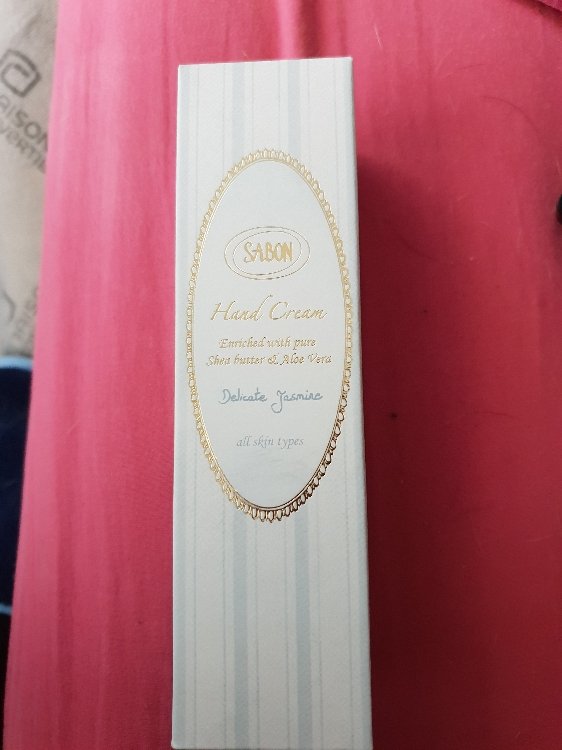 SABON
Hand Cream
Enriched with pure
Shea butter & Aloe Vera
Delicate Jasmine
all skin types